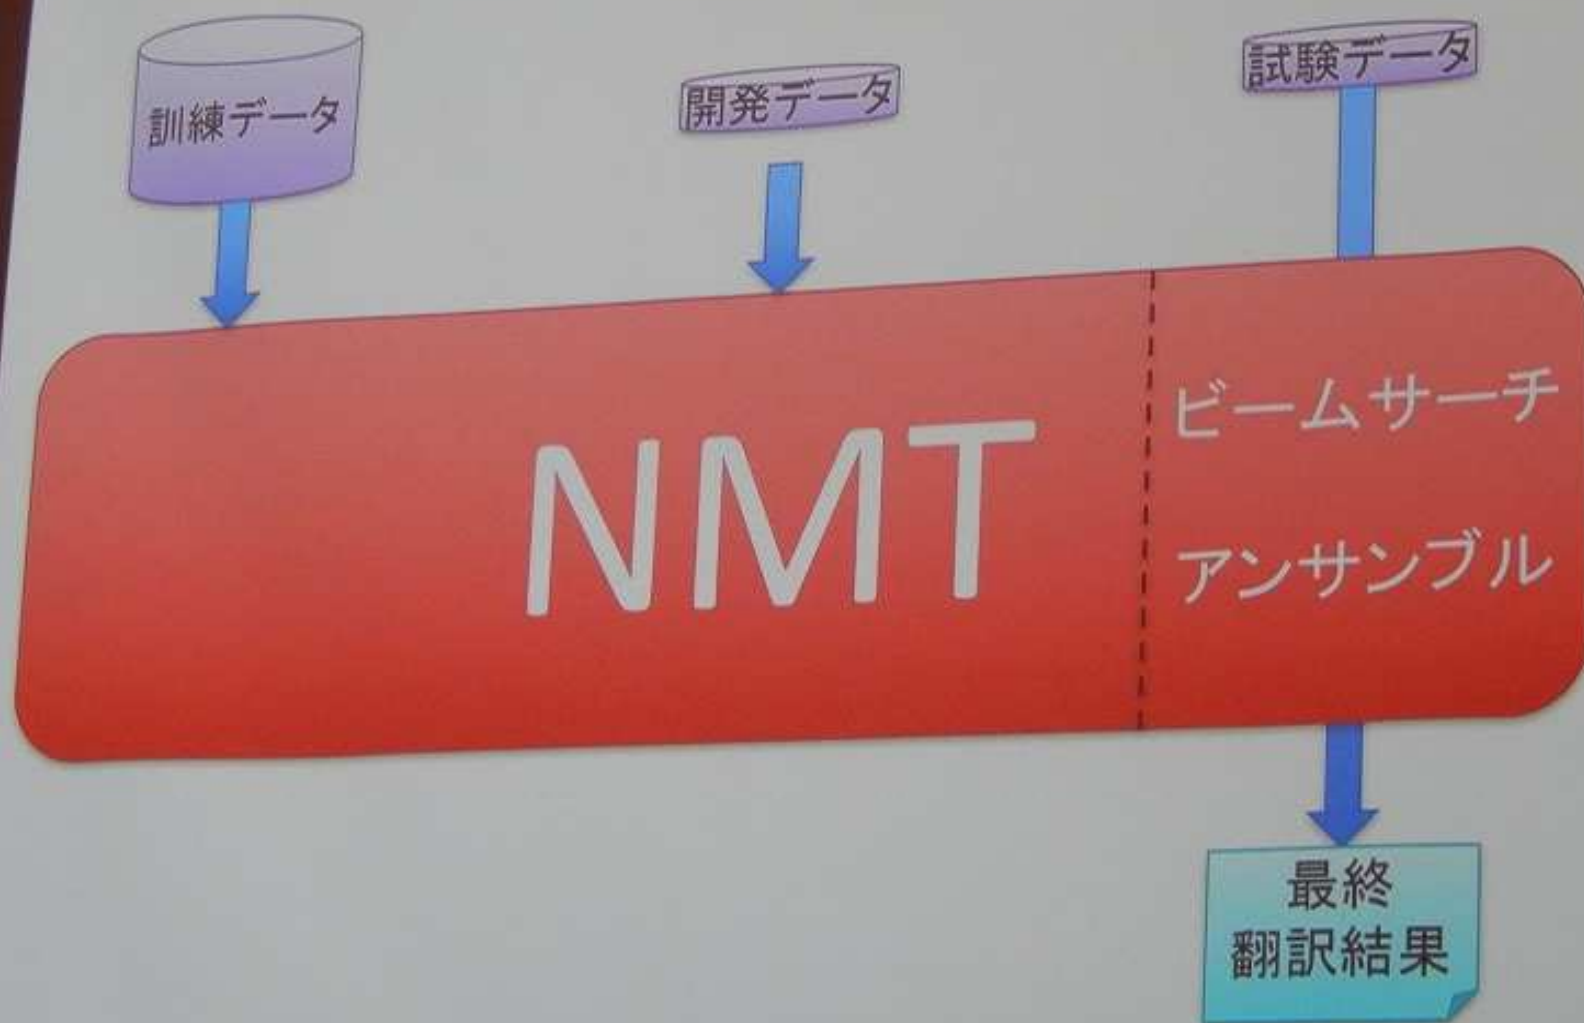 訓練データ
開発データ
試験データ
NMT
ビームサーチ
アンサンブル
最終
翻訳結果